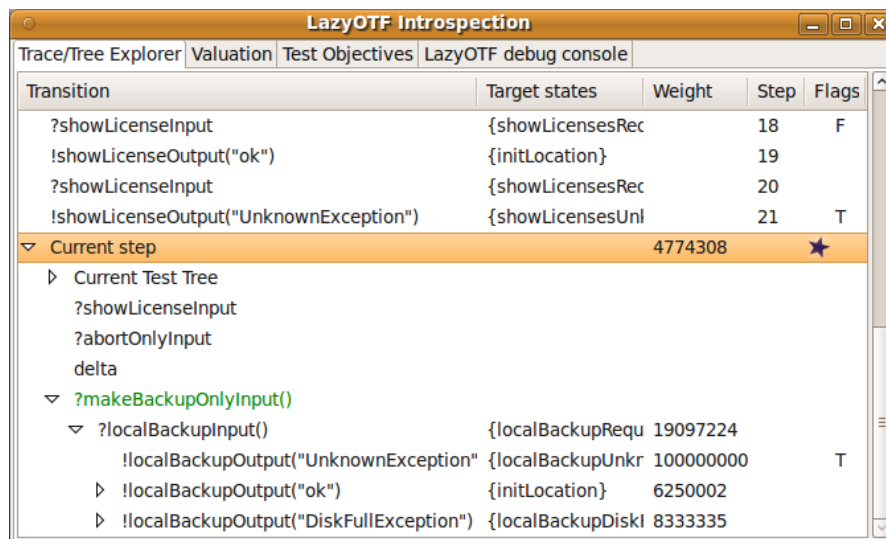 LazyOTF Introspection
Trace/Tree Explorer Valuation Test Objectives LazyOTF debug console
Transition Target states Weight Step Flags
?showLicenseInput {showLicensesRec 18 F
!showLicenseOutput("ok") {initLocation} 19
?showLicenseInput {showLicensesRec 20
!showLicenseOutput("UnknownException") {showLicensesUnl 21 T
Current step 4774308
Current Test Tree
?showLicenseInput
?abortOnlyInput
delta
?makeBackupOnlyInput()
?localBackupInput() {localBackupRequ 19097224
!localBackupOutput("UnknownException" {localBackupUnkr 100000000 T
!localBackupOutput("ok") {initLocation} 6250002
!localBackupOutput("DiskFullException") {localBackupDiskl 8333335